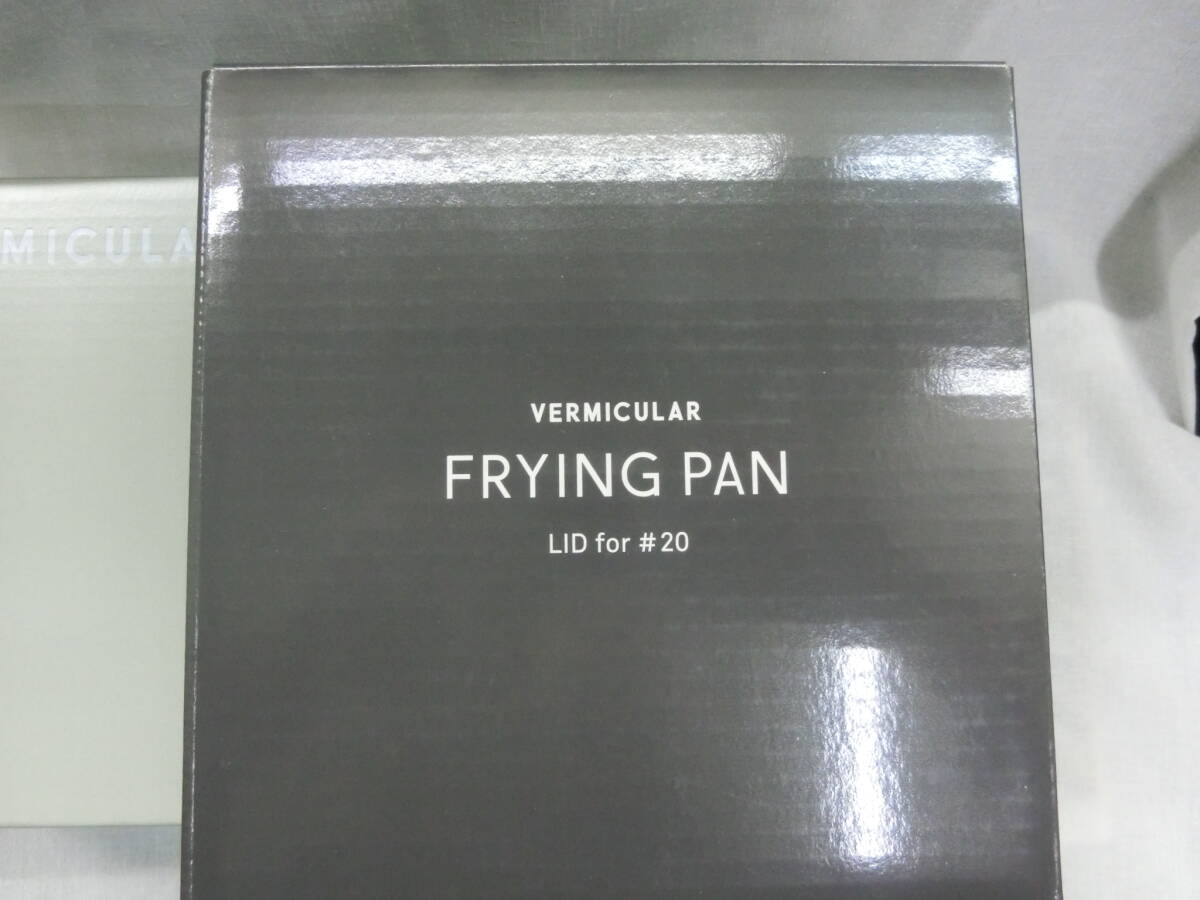 MICULA
VERMICULAR
FRYING PAN
LID for #20